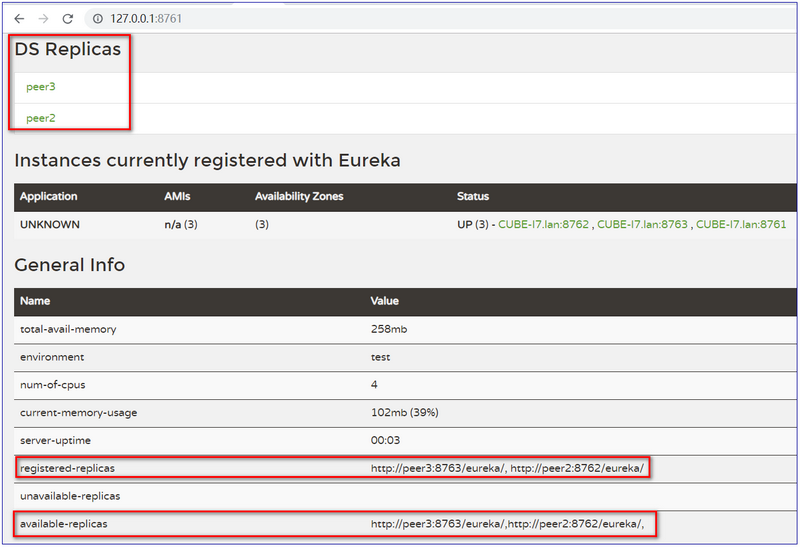 127.0.0.1:8761
DS Replicas
peer3
peer2
Instances currently registered with Eureka
Application AMIs Availability Zones Status
UNKNOWN n/a (3) (3) UP (3) - CUBE-I7.lan:8762 , CUBE-I7.lan:8763 , CUBE-I7.lan:8761
General Info
Name Value
total-avail-memory 258mb
environment test
num-of-cpus 4
current-memory-usage 102mb (39%)
server-uptime 00:03
registered-replicas http://peer3:8763/eureka/, http://peer2:8762/eureka/
unavailable-replicas
available-replicas http://peer3:8763/eureka/,http://peer2:8762/eureka/,